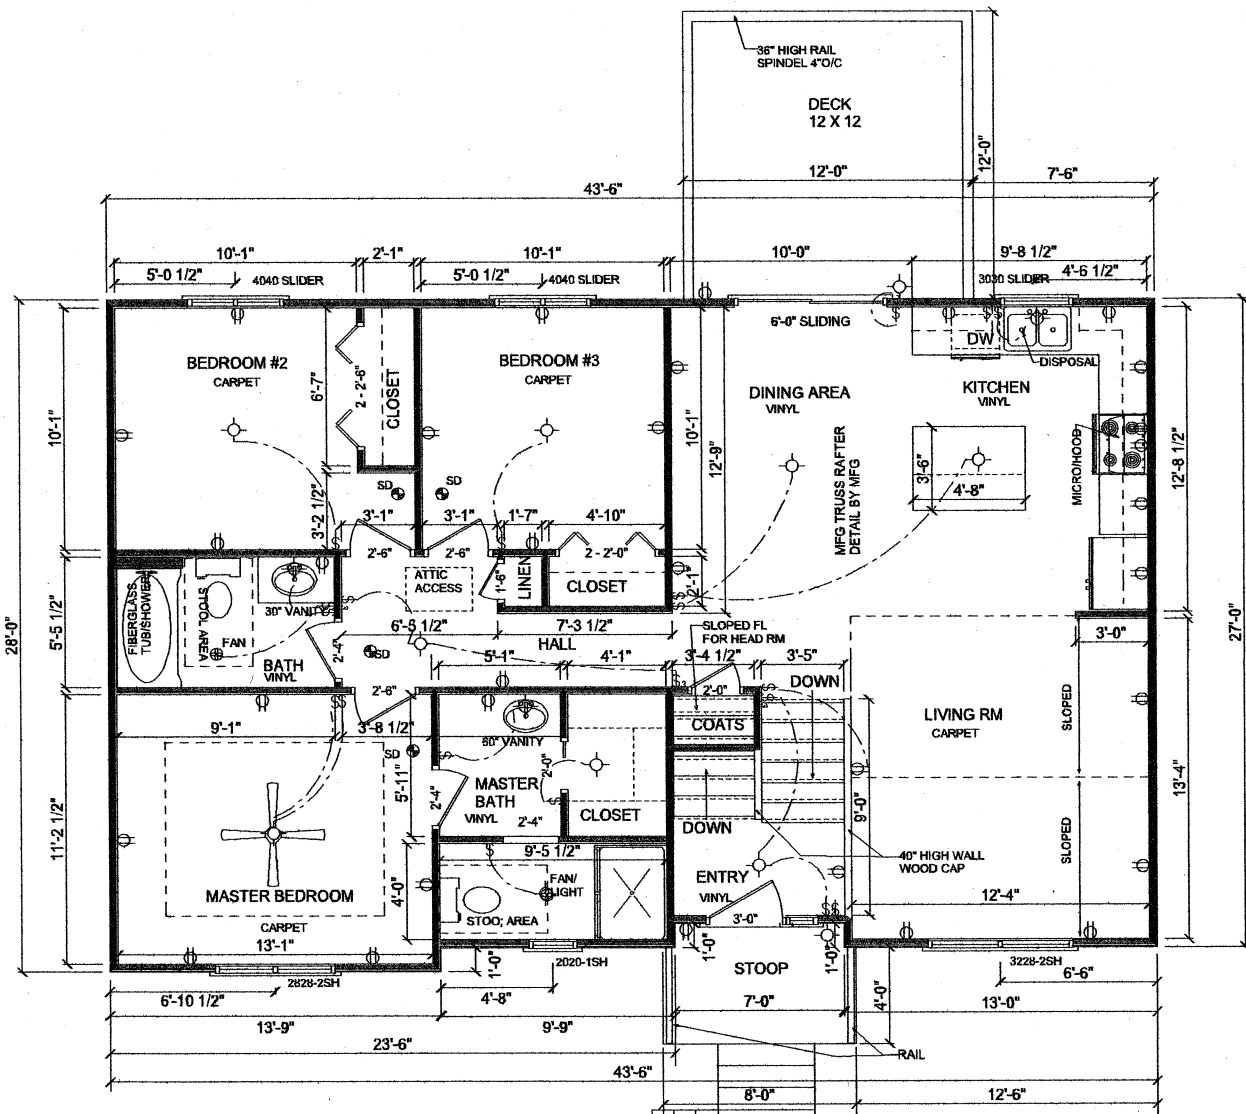 36" HIGH RAIL
SPINDEL 4"O/C
DECK
12 X 12
12'-0"
12'-0"
7'-6"
43'-6"
10'-1"
2'-1"
10'-1"
10'-0"
9'-8 1/2"
5'-0 1/2"
4040 SLIDER
5'-0 1/2"
4040 SLIDER
3030 SLIDER
4'-6 1/2"
6'-0" SLIDING
DW
DISPOSAL
BEDROOM #2
CARPET
6'-7"
2 - 2'-6"
CLOSET
BEDROOM #3
CARPET
DINING AREA
VINYL
KITCHEN
VINYL
10'-1"
10'-1"
12'-9"
MFG TRUSS RAFTER
DETAIL BY MFG
3'-6"
4'-8"
MICRO/HOOD
12'-8 1/2"
SD
SD
3'-2 1/2"
3'-1"
3'-1"
1'-7"
4'-10"
2'-6"
2'-6"
2 - 2'-0"
ATTIC
ACCESS
1'-6"
LINEN
CLOSET
2'-1"
5'-5 1/2"
28'-0"
27'-0"
FIBERGLASS
TUB/SHOWER
STOOL AREA
30" VANITY
FAN
BATH
VINYL
2'-4"
SD
6'-5 1/2"
7'-3 1/2"
HALL
SLOPED FL
FOR HEAD RM
3'-0"
5'-1"
4'-1"
3'-4 1/2"
3'-5"
DOWN
2'-6"
2'-0"
COATS
LIVING RM
CARPET
SLOPED
9'-1"
3'-8 1/2"
SD
5'-11"
60" VANITY
2'-0"
MASTER
BATH
VINYL
2'-4"
2'-4"
CLOSET
DOWN
9'-0"
13'-4"
SLOPED
11'-2 1/2"
9'-5 1/2"
40" HIGH WALL
WOOD CAP
MASTER BEDROOM
CARPET
4'-0"
FAN/
LIGHT
STOO; AREA
ENTRY
VINYL
12'-4"
3'-0"
13'-1"
1'-0"
2020-1SH
1'-0"
STOOP
1'-0"
3228-2SH
2828-2SH
6'-10 1/2"
4'-8"
7'-0"
4'-0"
6'-6"
13'-0"
13'-9"
9'-9"
23'-6"
RAIL
43'-6"
8'-0"
12'-6"